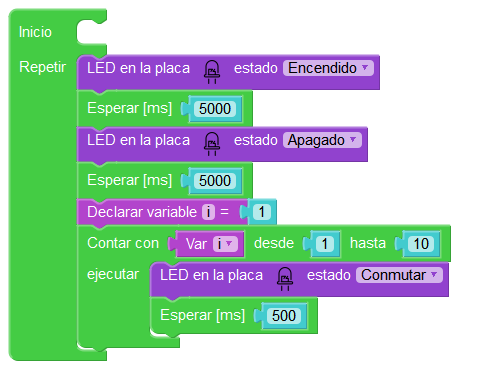 Inicio
Repetir LED en la placa estado Encendido
Esperar [ms] 5000
LED en la placa estado Apagado
Esperar [ms] 5000
Declarar variable i = 1
Contar con Var i desde 1 hasta 10
ejecutar LED en la placa estado Conmutar
Esperar [ms] 500